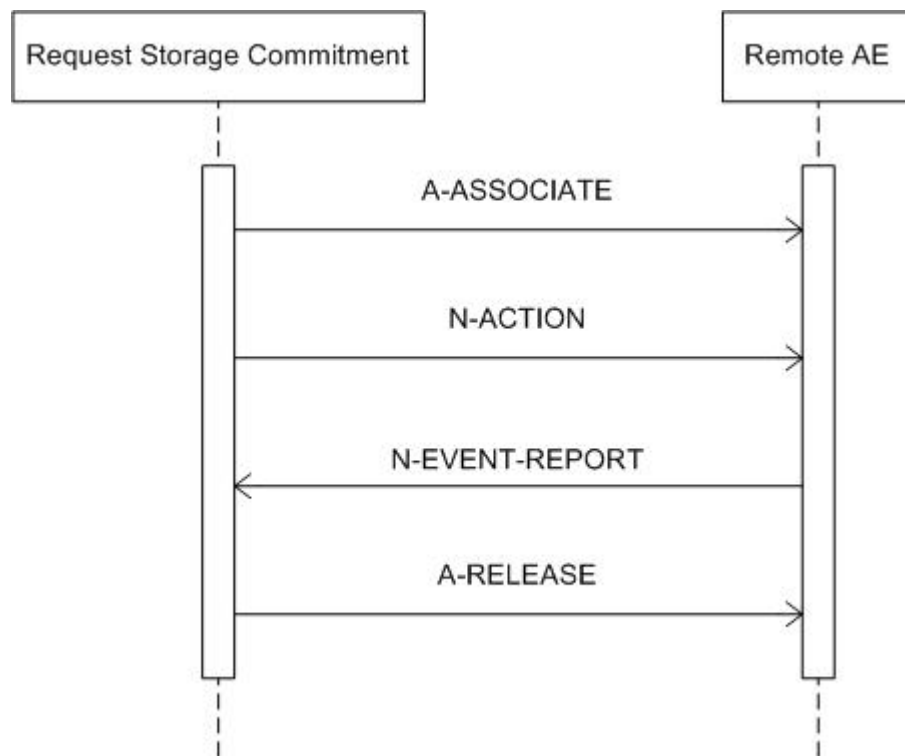 Request Storage Commitment
Remote AE
A-ASSOCIATE
N-ACTION
N-EVENT-REPORT
A-RELEASE